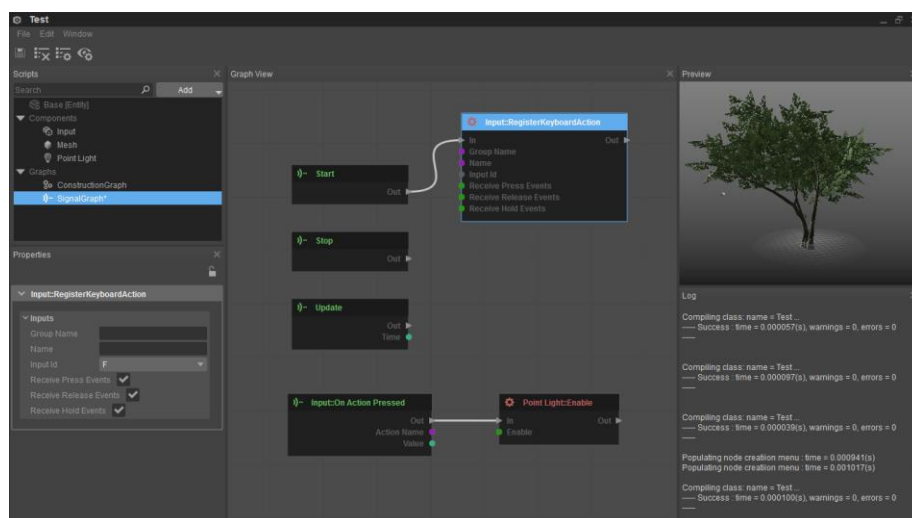 Test
File Edit Window
Scripts
Search
Add
Base [Entity]
Components
Input
Mesh
Point Light
Graphs
ConstructionGraph
SignalGraph*
Properties
Input::RegisterKeyboardAction
Inputs
Group Name
Name
Input Id F
Receive Press Events
Receive Release Events
Receive Hold Events
Graph View
Input::RegisterKeyboardAction
In Out
Group Name
Name
Input Id
Receive Press Events
Receive Release Events
Receive Hold Events
Start
Out
Stop
Out
Update
Out
Time
Input::On Action Pressed
Out
Action Name
Value
Point Light::Enable
In Out
Enable
Preview
Log
Compiling class: name = Test...
---- Success : time = 0.000057(s), warnings = 0, errors = 0
----
Compiling class: name = Test...
---- Success : time = 0.000097(s), warnings = 0, errors = 0
----
Compiling class: name = Test...
---- Success : time = 0.000039(s), warnings = 0, errors = 0
----
Populating node creatiion menu : time = 0.000941(s)
Populating node creatiion menu : time = 0.001017(s)
Compiling class: name = Test...
---- Success : time = 0.000100(s), warnings = 0, errors = 0
----